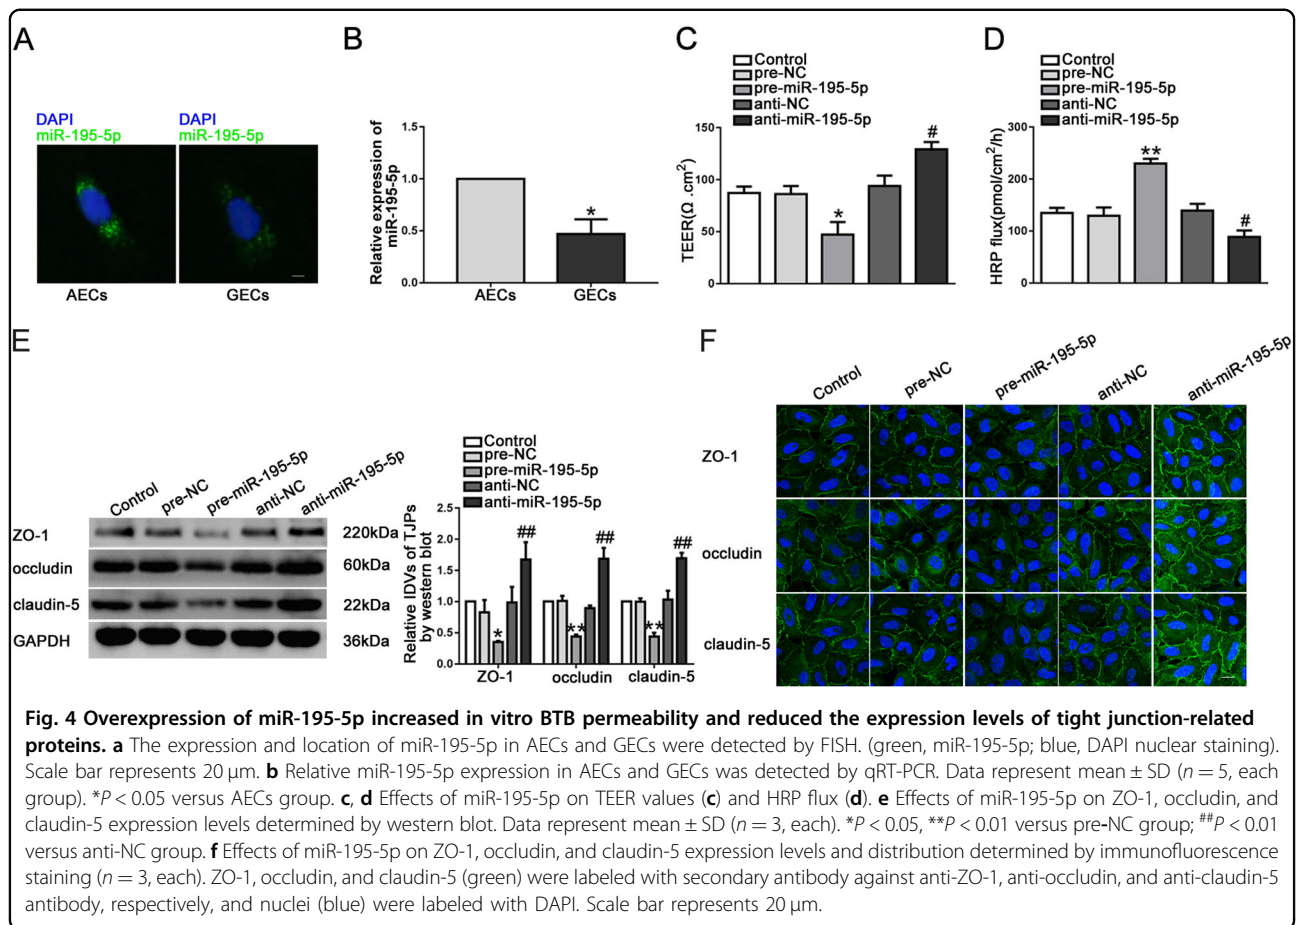 A
DAPI
miR-195-5p
DAPI
miR-195-5p
AECs
GECs
B
Relative expression of
miR-195-5p
1.5
1.0
0.5
0.0
*
AECs
GECs
C
Control
pre-NC
pre-miR-195-5p
anti-NC
anti-miR-195-5p
TEER(Ω .cm²)
150
100
50
0
*
#
D
Control
pre-NC
pre-miR-195-5p
anti-NC
anti-miR-195-5p
HRP flux(pmol/cm²/h)
300
200
100
0
**
#
E
Control
pre-NC
pre-miR-195-5p
anti-NC
anti-miR-195-5p
ZO-1
220kDa
occludin
60kDa
claudin-5
22kDa
GAPDH
36kDa
Control
pre-NC
pre-miR-195-5p
anti-NC
anti-miR-195-5p
Relative IDVs of TJPs
by western blot
2.5
2.0
1.5
1.0
0.5
0.0
*
##
**
##
**
##
ZO-1
occludin
claudin-5
F
Control
pre-NC
pre-miR-195-5p
anti-NC
anti-miR-195-5p
ZO-1
occludin
claudin-5
Fig. 4 Overexpression of miR-195-5p increased in vitro BTB permeability and reduced the expression levels of tight junction-related
proteins. a The expression and location of miR-195-5p in AECs and GECs were detected by FISH. (green, miR-195-5p; blue, DAPI nuclear staining).
Scale bar represents 20 μm. b Relative miR-195-5p expression in AECs and GECs was detected by qRT-PCR. Data represent mean ± SD (n = 5, each
group). *P < 0.05 versus AECs group. c, d Effects of miR-195-5p on TEER values (c) and HRP flux (d). e Effects of miR-195-5p on ZO-1, occludin, and
claudin-5 expression levels determined by western blot. Data represent mean ± SD (n = 3, each). *P < 0.05, **P < 0.01 versus pre-NC group; ##P < 0.01
versus anti-NC group. f Effects of miR-195-5p on ZO-1, occludin, and claudin-5 expression levels and distribution determined by immunofluorescence
staining (n = 3, each). ZO-1, occludin, and claudin-5 (green) were labeled with secondary antibody against anti-ZO-1, anti-occludin, and anti-claudin-5
antibody, respectively, and nuclei (blue) were labeled with DAPI. Scale bar represents 20 μm.